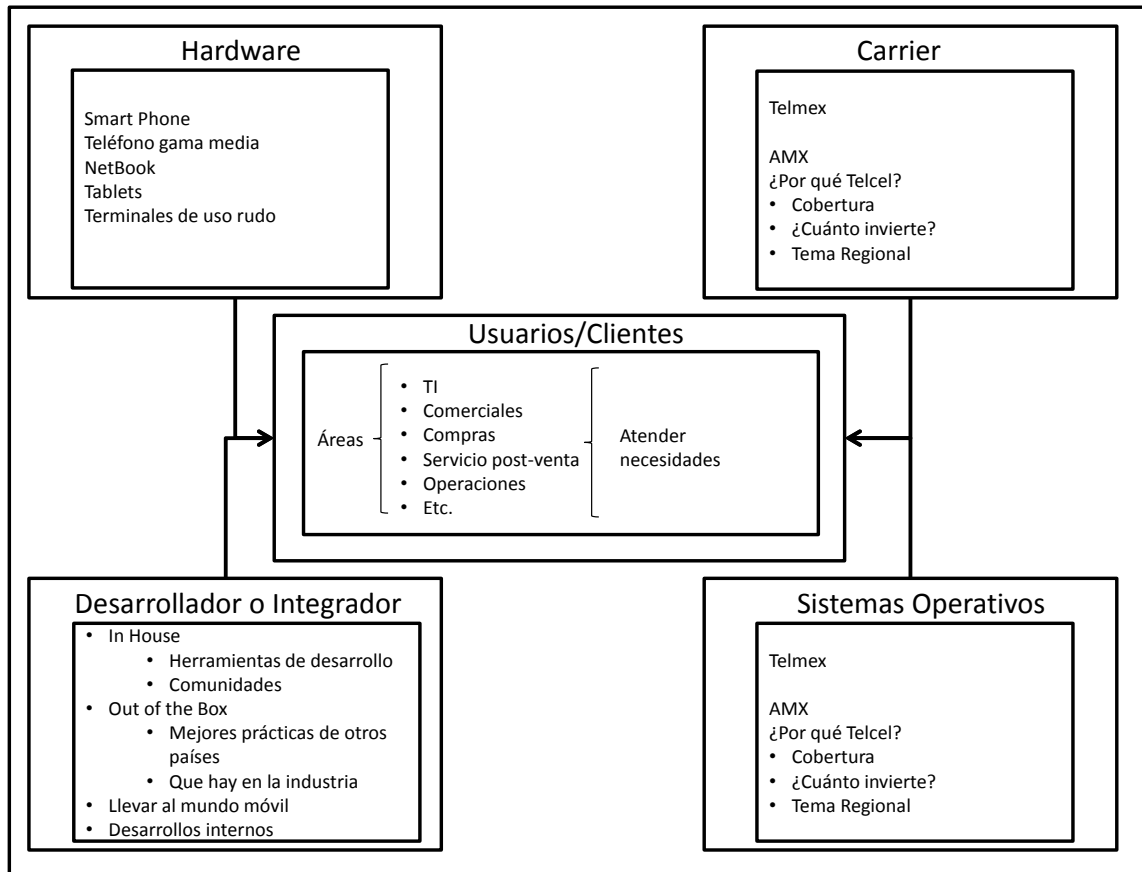 Hardware
Smart Phone
Teléfono gama media
NetBook
Tablets
Terminales de uso rudo
Carrier
Telmex
AMX
¿Por qué Telcel?
• Cobertura
• ¿Cuánto invierte?
• Tema Regional
Usuarios/Clientes
Áreas
• TI
• Comerciales
• Compras
• Servicio post-venta
• Operaciones
• Etc.
Atender
necesidades
Desarrollador o Integrador
• In House
• Herramientas de desarrollo
• Comunidades
• Out of the Box
• Mejores prácticas de otros
países
• Que hay en la industria
• Llevar al mundo móvil
• Desarrollos internos
Sistemas Operativos
Telmex
AMX
¿Por qué Telcel?
• Cobertura
• ¿Cuánto invierte?
• Tema Regional